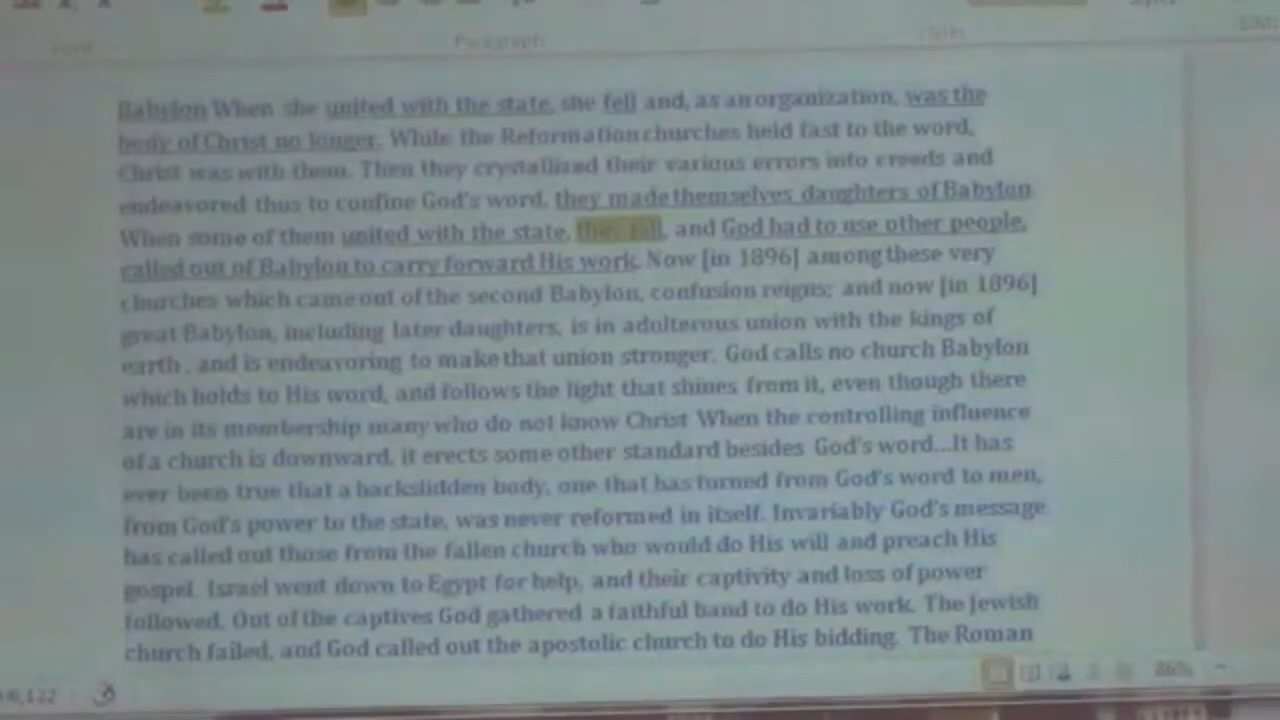 Paragraph
Styles
Babylon When she united with the state, she fell and, as an organization, was the
body of Christ no longer. While the Reformation churches held fast to the word,
Christ was with them. Then they crystallized their various errors into creeds and
endeavored thus to confine God's word, they made themselves daughters of Babylon
When some of them united with the state, they fell, and God had to use other people,
called out of Babylon to carry forward His work. Now [in 1896] among these very
churches which came out of the second Babylon, confusion reigns; and now [in 1896]
great Babylon, including later daughters, is in adulterous union with the kings of
earth, and is endeavoring to make that union stronger. God calls no church Babylon
which holds to His word, and follows the light that shines from it, even though there
are in its membership many who do not know Christ When the controlling influence
of a church is downward, it erects some other standard besides God's word...It has
ever been true that a backslidden body, one that has turned from God's word to men,
from God's power to the state, was never reformed in itself. Invariably God's message
has called out those from the fallen church who would do His will and preach His
gospel. Israel went down to Egypt for help, and their captivity and loss of power
followed. Out of the captives God gathered a faithful band to do His work. The Jewish
church failed, and God called out the apostolic church to do His bidding. The Roman
86%